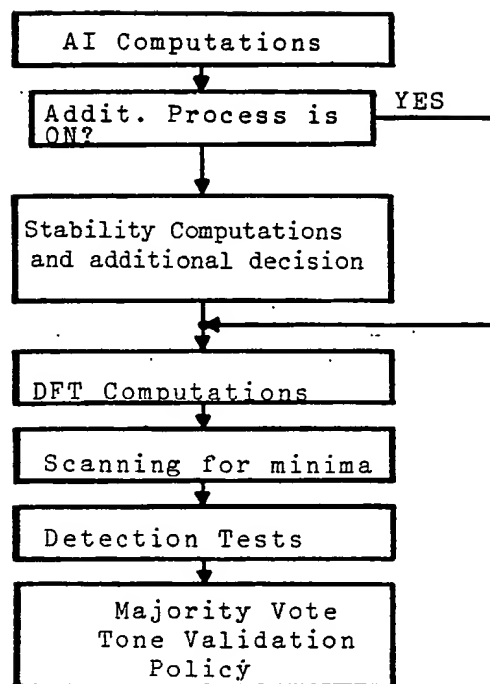 AI Computations
Addit. Process is
ON?
YES
Stability Computations
and additional decision
DFT Computations
Scanning for minima
Detection Tests
Majority Vote
Tone Validation
Policy